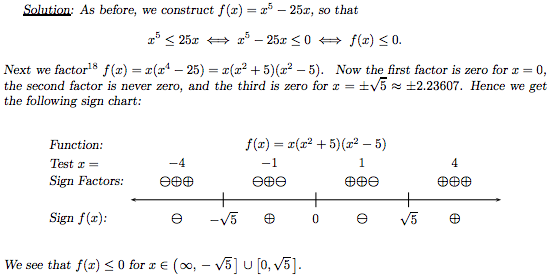 Solution: As before, we construct f(x) = x⁵ − 25x, so that
x⁵ ≤ 25x ⟺ x⁵ − 25x ≤ 0 ⟺ f(x) ≤ 0.
Next we factor¹⁸ f(x) = x(x⁴ − 25) = x(x² + 5)(x² − 5). Now the first factor is zero for x = 0,
the second factor is never zero, and the third is zero for x = ±√5 ≈ ±2.23607. Hence we get
the following sign chart:
Function: f(x) = x(x² + 5)(x² − 5)
Test x = −4 −1 1 4
Sign Factors: ⊖⊕⊕ ⊖⊕⊖ ⊕⊕⊖ ⊕⊕⊕
Sign f(x): ⊖ −√5 ⊕ 0 ⊖ √5 ⊕
We see that f(x) ≤ 0 for x ∈ (∞, −√5] ∪ [0, √5].